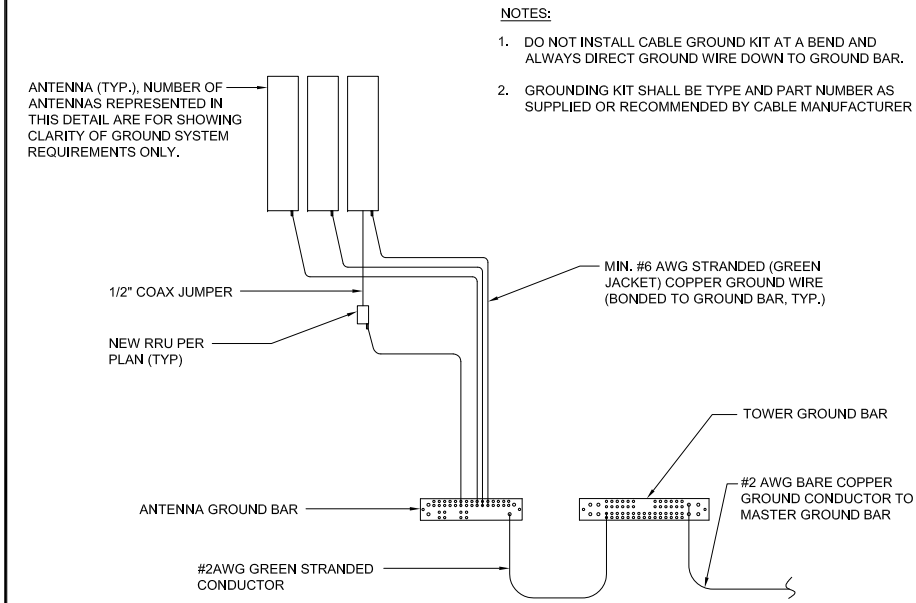 NOTES:
1. DO NOT INSTALL CABLE GROUND KIT AT A BEND AND
ALWAYS DIRECT GROUND WIRE DOWN TO GROUND BAR.
2. GROUNDING KIT SHALL BE TYPE AND PART NUMBER AS
SUPPLIED OR RECOMMENDED BY CABLE MANUFACTURER
ANTENNA (TYP.), NUMBER OF
ANTENNAS REPRESENTED IN
THIS DETAIL ARE FOR SHOWING
CLARITY OF GROUND SYSTEM
REQUIREMENTS ONLY.
MIN. #6 AWG STRANDED (GREEN
JACKET) COPPER GROUND WIRE
(BONDED TO GROUND BAR, TYP.)
1/2" COAX JUMPER
NEW RRU PER
PLAN (TYP)
TOWER GROUND BAR
#2 AWG BARE COPPER
GROUND CONDUCTOR TO
MASTER GROUND BAR
ANTENNA GROUND BAR
#2AWG GREEN STRANDED
CONDUCTOR